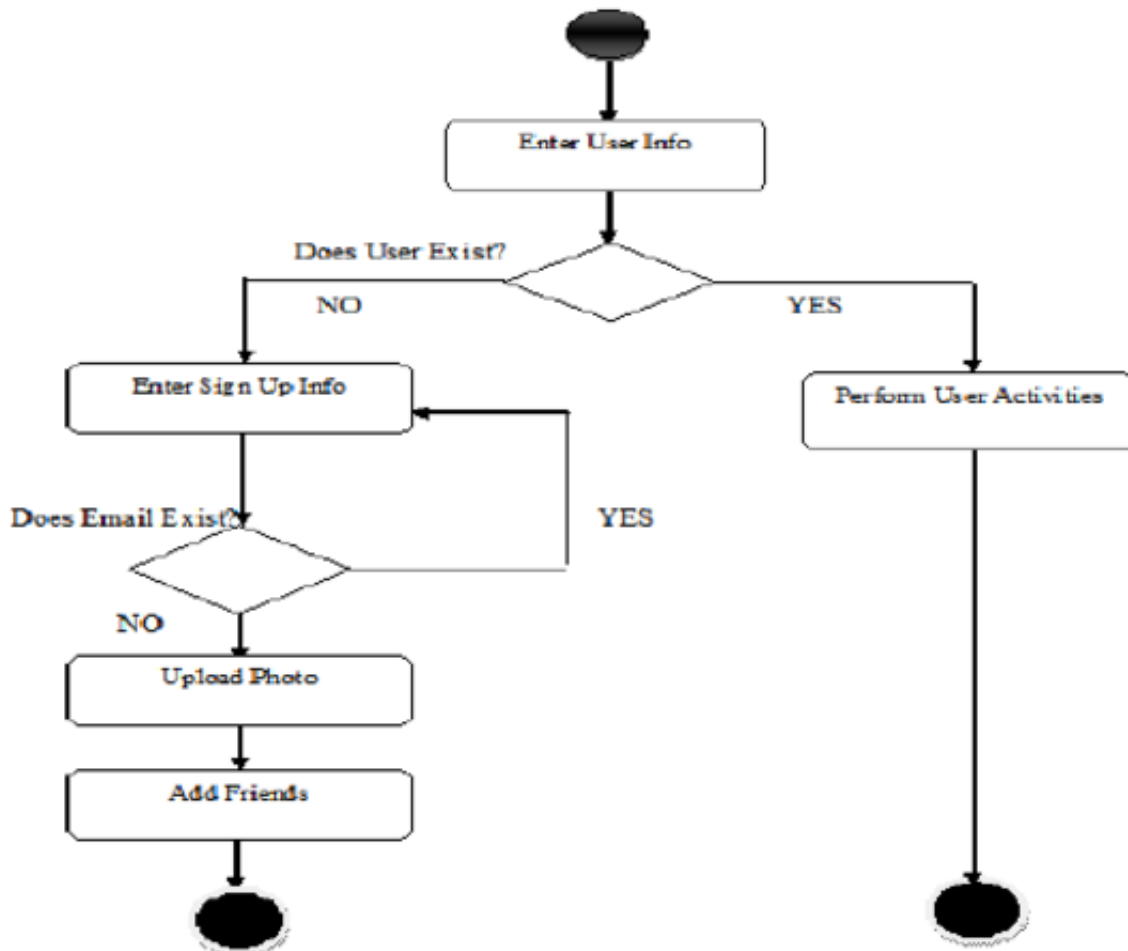 Enter User Info
Does User Exist?
NO
YES
Enter Sign Up Info
Perform User Activities
Does Email Exist?
YES
NO
Upload Photo
Add Friends